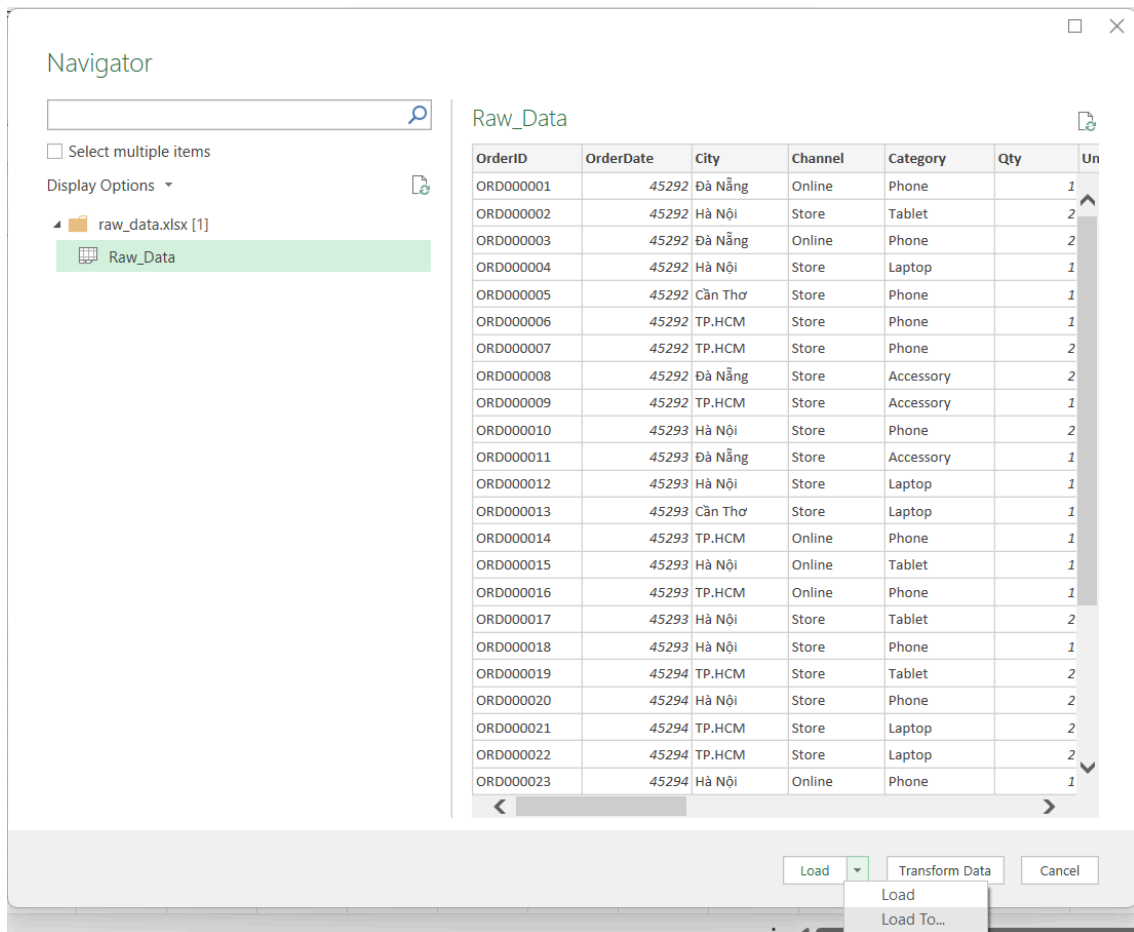 Navigator
Select multiple items
Display Options
raw_data.xlsx [1]
Raw_Data
Raw_Data
OrderID OrderDate City Channel Category Qty Un
ORD000001 45292 Đà Nẵng Online Phone 1
ORD000002 45292 Hà Nội Store Tablet 2
ORD000003 45292 Đà Nẵng Online Phone 2
ORD000004 45292 Hà Nội Store Laptop 1
ORD000005 45292 Cần Thơ Store Phone 1
ORD000006 45292 TP.HCM Store Phone 1
ORD000007 45292 TP.HCM Store Phone 2
ORD000008 45292 Đà Nẵng Store Accessory 2
ORD000009 45292 TP.HCM Store Accessory 1
ORD000010 45293 Hà Nội Store Phone 2
ORD000011 45293 Đà Nẵng Store Accessory 1
ORD000012 45293 Hà Nội Store Laptop 1
ORD000013 45293 Cần Thơ Store Laptop 1
ORD000014 45293 TP.HCM Online Phone 1
ORD000015 45293 Hà Nội Online Tablet 1
ORD000016 45293 TP.HCM Online Phone 1
ORD000017 45293 Hà Nội Store Tablet 2
ORD000018 45293 Hà Nội Store Phone 1
ORD000019 45294 TP.HCM Store Tablet 2
ORD000020 45294 Hà Nội Store Phone 2
ORD000021 45294 TP.HCM Store Laptop 2
ORD000022 45294 TP.HCM Store Laptop 2
ORD000023 45294 Hà Nội Online Phone 1
Load Transform Data Cancel
Load
Load To...